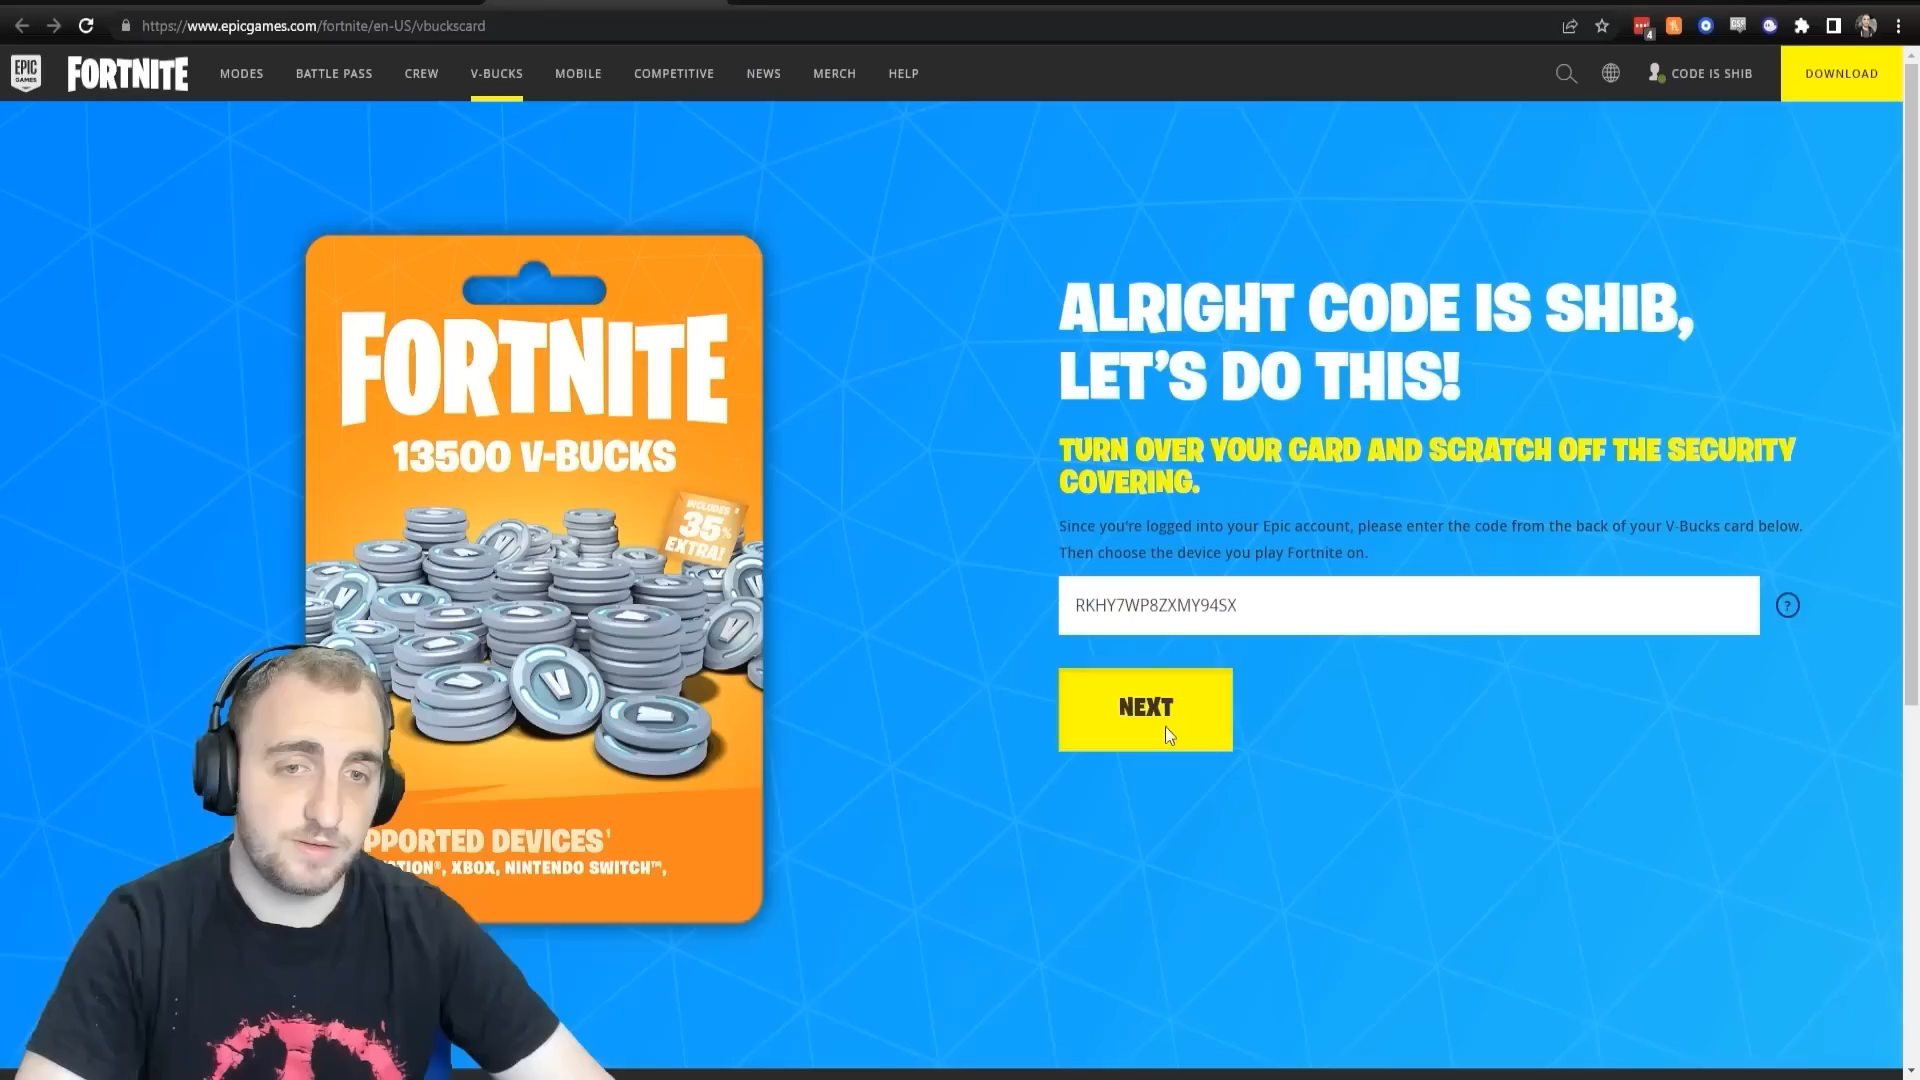 https://www.epicgames.com/fortnite/en-US/vbuckscard
4
EPIC GAMES
FORTNITE
MODES
BATTLE PASS
CREW
V-BUCKS
MOBILE
COMPETITIVE
NEWS
MERCH
HELP
CODE IS SHIB
DOWNLOAD
FORTNITE
13500 V-BUCKS
INCLUDES
35%
EXTRA!
PPORTED DEVICES¹
TION®, XBOX, NINTENDO SWITCH™,
ALRIGHT CODE IS SHIB,
LET'S DO THIS!
TURN OVER YOUR CARD AND SCRATCH OFF THE SECURITY
COVERING.
Since you're logged into your Epic account, please enter the code from the back of your V-Bucks card below.
Then choose the device you play Fortnite on.
RKHY7WP8ZXMY94SX
?
NEXT